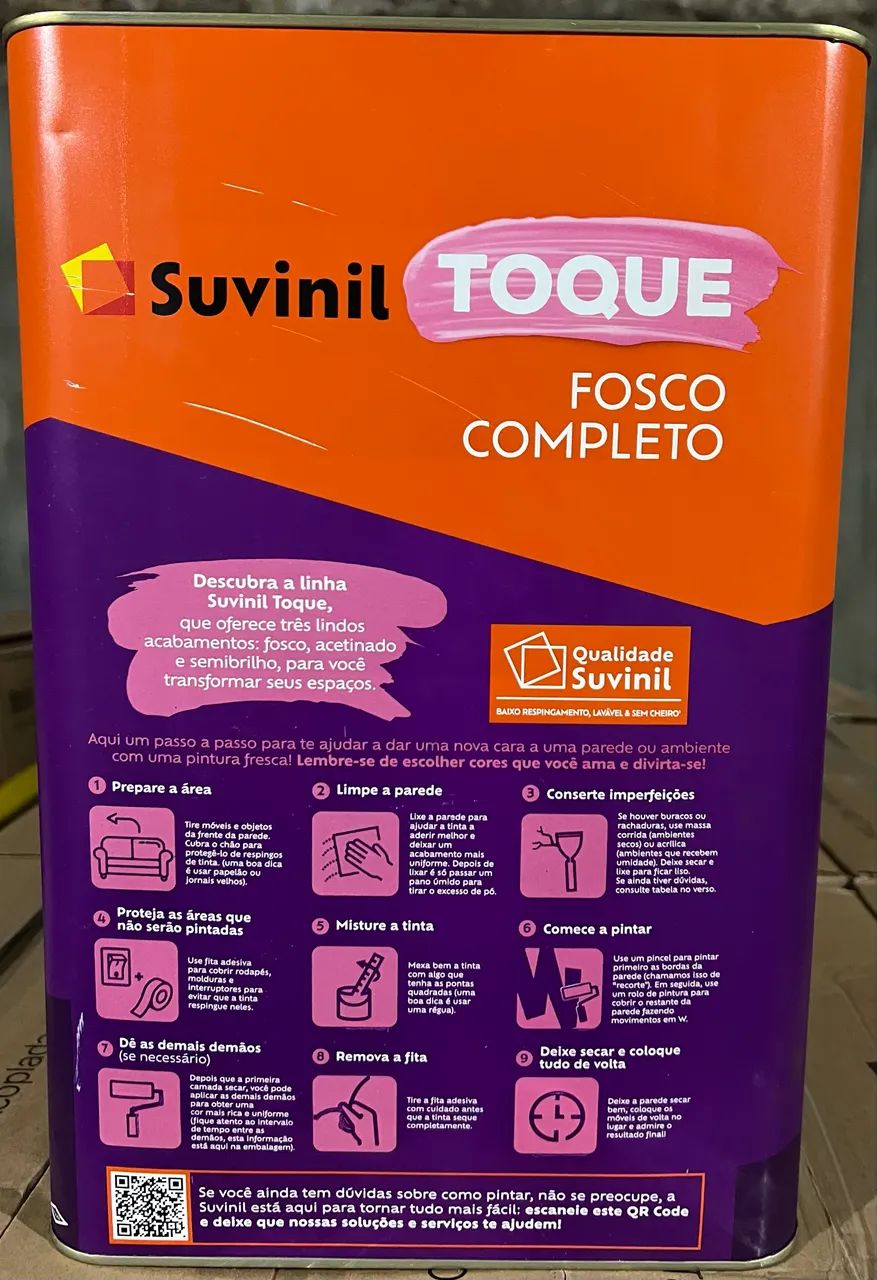 Suvinil TOQUE
FOSCO
COMPLETO
Descubra a linha
Suvinil Toque,
que oferece três lindos
acabamentos: fosco, acetinado
e semibrilho, para você
transformar seus espaços.
Qualidade
Suvinil
BAIXO RESPINGAMENTO, LAVÁVEL & SEM CHEIRO*
Aqui um passo a passo para te ajudar a dar uma nova cara a uma parede ou ambiente
com uma pintura fresca! Lembre-se de escolher cores que você ama e divirta-se!
1 Prepare a área
Tire móveis e objetos
da frente da parede.
Cubra o chão para
protegê-lo de respingos
de tinta. (uma boa dica
é usar papelão ou
jornais velhos).
2 Limpe a parede
Lixe a parede para
ajudar a tinta a
aderir melhor e
deixar um
acabamento mais
uniforme. Depois de
lixar é só passar um
pano úmido para
tirar o excesso de pó.
3 Conserte imperfeições
Se houver buracos ou
rachaduras, use massa
corrida (ambientes
secos) ou acrílica
(ambientes que recebem
umidade). Deixe secar e
lixe para ficar liso.
Se ainda tiver dúvidas,
consulte tabela no verso.
4 Proteja as áreas que
não serão pintadas
Use fita adesiva
para cobrir rodapés,
molduras e
interruptores para
evitar que a tinta
respingue neles.
5 Misture a tinta
Mexa bem a tinta
com algo que
tenha as pontas
quadradas (uma
boa dica é usar
uma régua).
6 Comece a pintar
Use um pincel para pintar
primeiro as bordas da
parede (chamamos isso de
"recorte"). Em seguida, use
um rolo de pintura para
cobrir o restante da
parede fazendo
movimentos em W.
7 Dê as demais demãos
(se necessário)
Depois que a primeira
camada secar, você pode
aplicar as demais demãos
para obter uma
cor mais rica e uniforme
(fique atento ao intervalo
de tempo entre as
demãos, esta informação
está aqui na embalagem).
8 Remova a fita
Tire a fita adesiva
com cuidado antes
que a tinta seque
completamente.
9 Deixe secar e coloque
tudo de volta
Deixe a parede secar
bem, coloque os
móveis de volta no
lugar e admire o
resultado final!
Se você ainda tem dúvidas sobre como pintar, não se preocupe, a
Suvinil está aqui para tornar tudo mais fácil: escaneie este QR Code
e deixe que nossas soluções e serviços te ajudem!